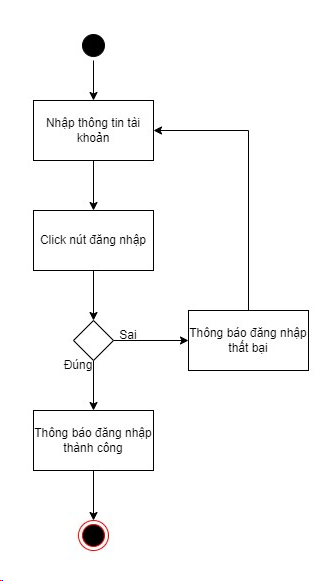 Nhập thông tin tài
khoản
Click nút đăng nhập
Sai
Thông báo đăng nhập
thất bại
Đúng
Thông báo đăng nhập
thành công